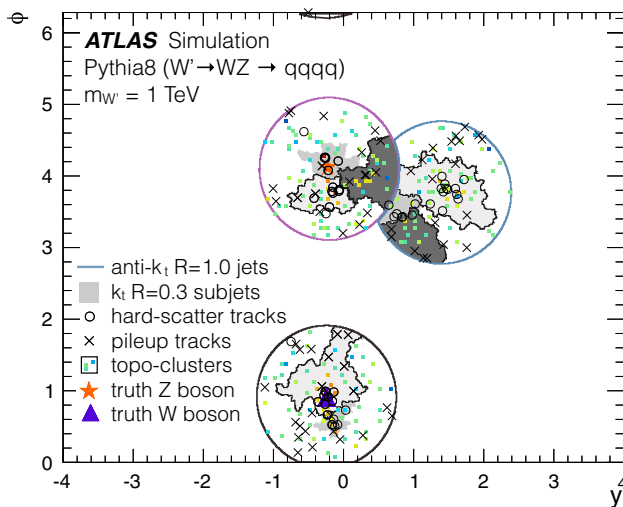 ϕ
6
5
4
3
2
1
0
ATLAS Simulation
Pythia8 (W'→WZ → qqqq)
m_W' = 1 TeV
anti-k_t R=1.0 jets
k_t R=0.3 subjets
hard-scatter tracks
pileup tracks
topo-clusters
truth Z boson
truth W boson
-4 -3 -2 -1 0 1 2 3 4
y